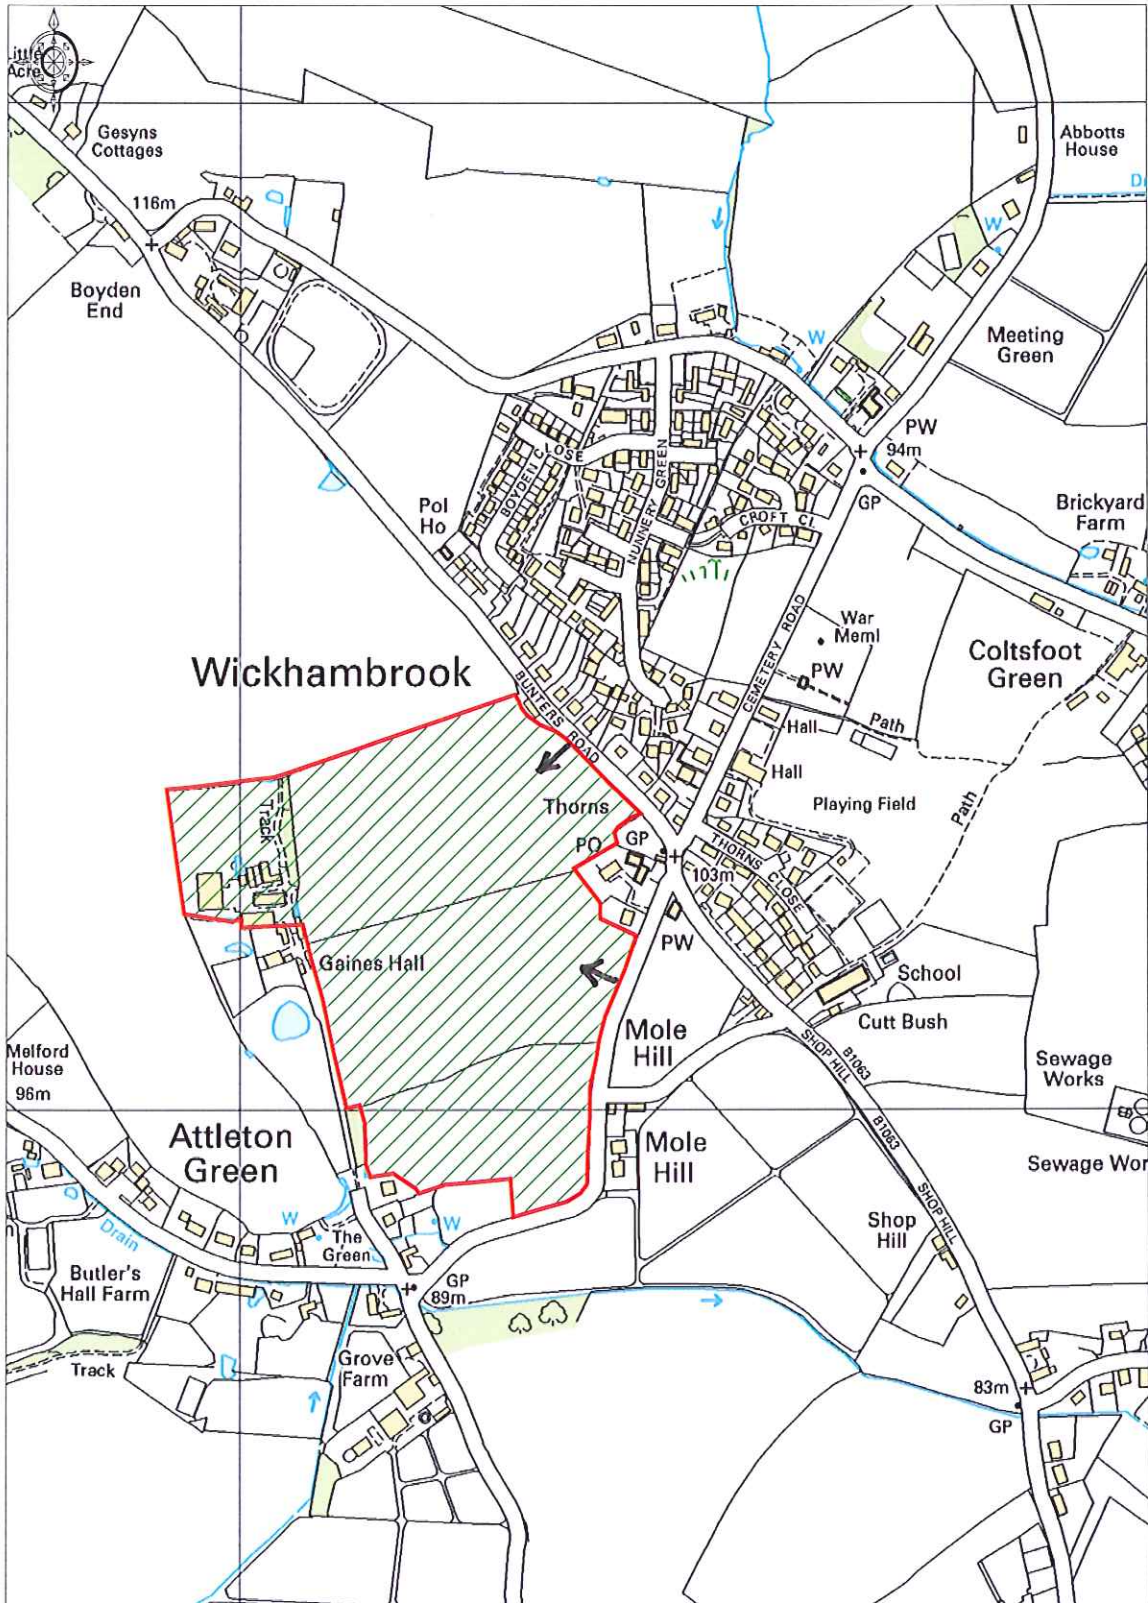 Little
Acre
Gesyns
Cottages
Abbotts
House
116m
W
Boyden
End
Meeting
Green
W
PW
94m
CLOSE
BOYDEN C
NUNNERY GREEN
Pol
Ho
GP
CROFT Cl.
Brickyard
Farm
War
Meml
PW
CEMETERY ROAD
Coltsfoot
Green
Wickhambrook
BUNTERS ROAD
Path
Hall
Hall
Track
Thorns
Playing Field
Path
PO
GP
THORNS CLOSE
103m
PW
Gaines Hall
School
Cutt Bush
Mole
Hill
SHOP HILL
B1063
Melford
House
96m
Sewage
Works
B1063
Attleton
Green
Mole
Hill
Sewage Wor
SHOP HILL
W
W
Drain
The
Green
Shop
Hill
Butler's
Hall Farm
GP
89m
Track
Grove
Farm
83m
GP